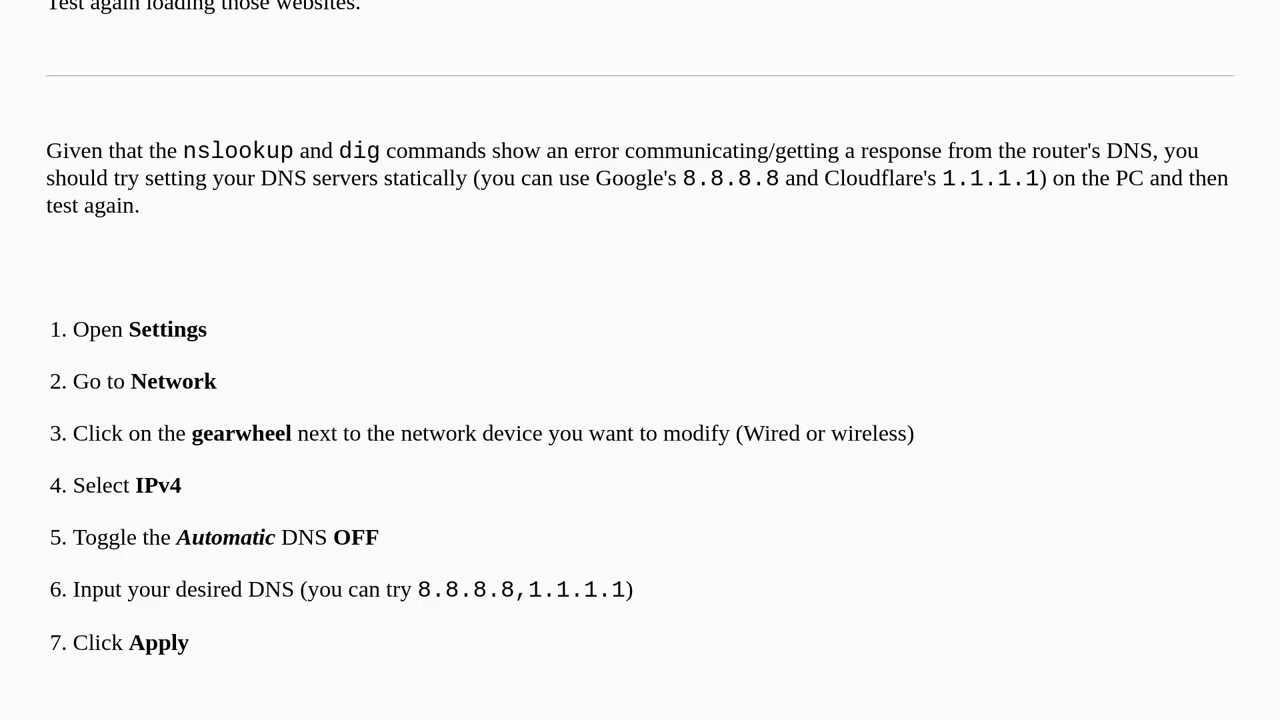 Test again loading those websites.
Given that the nslookup and dig commands show an error communicating/getting a response from the router's DNS, you
should try setting your DNS servers statically (you can use Google's 8.8.8.8 and Cloudflare's 1.1.1.1) on the PC and then
test again.
1. Open Settings
2. Go to Network
3. Click on the gearwheel next to the network device you want to modify (Wired or wireless)
4. Select IPv4
5. Toggle the Automatic DNS OFF
6. Input your desired DNS (you can try 8.8.8.8,1.1.1.1)
7. Click Apply